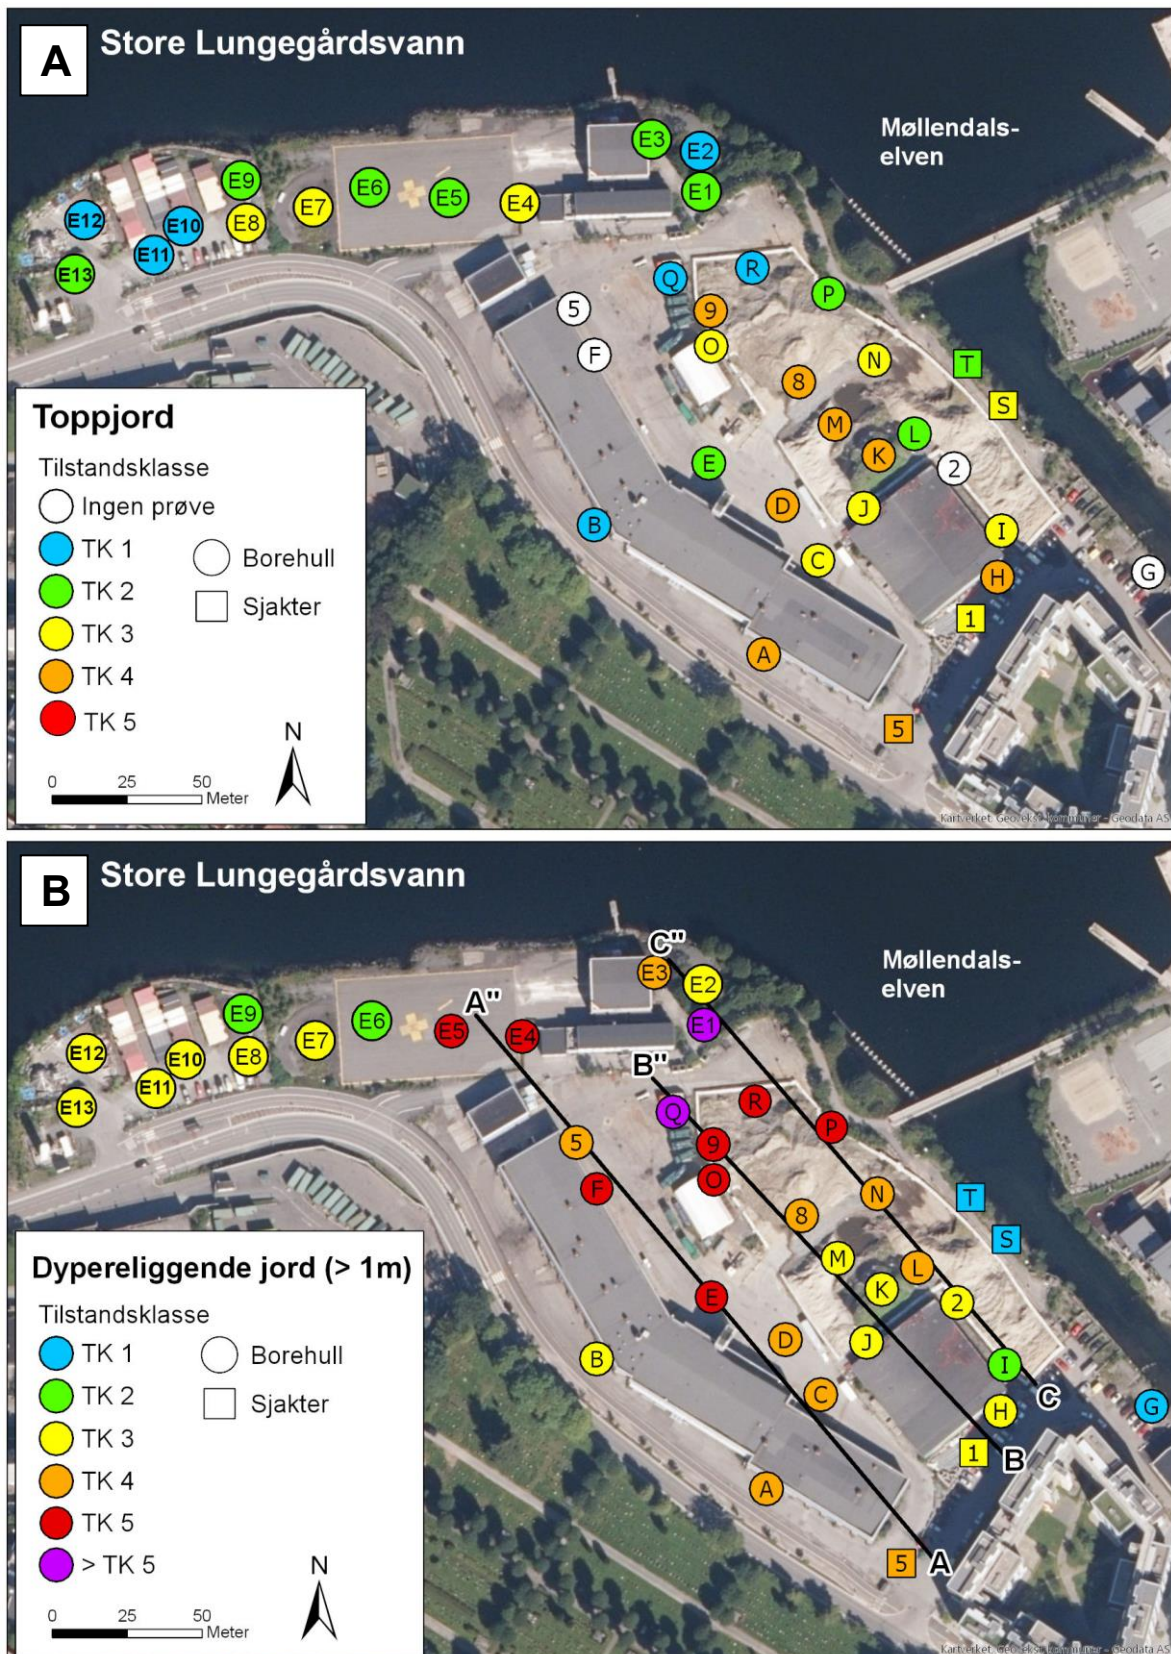 A
Store Lungegårdsvann
Møllendals-
elven
E3
E2
E9
E6
E1
E5
E4
E7
E12
E10
E8
E11
E13
Q
R
P
5
9
F
O
N
T
8
S
M
L
K
E
2
D
J
B
I
C
G
H
1
A
5
Toppjord
Tilstandsklasse
Ingen prøve
TK 1
TK 2
TK 3
TK 4
TK 5
Borehull
Sjakter
N
0 25 50
Meter
B
Store Lungegårdsvann
Møllendals-
elven
C"
E3
E2
A"
E9
E6
E5
E4
E1
E7
E12
E10
E8
E11
E13
B"
Q
R
P
5
9
F
O
N
T
8
S
M
L
K
E
2
D
J
B
I
C
C
G
H
1
B
A
5
A
Dypereliggende jord (> 1m)
Tilstandsklasse
TK 1
TK 2
TK 3
TK 4
TK 5
> TK 5
Borehull
Sjakter
N
0 25 50
Meter